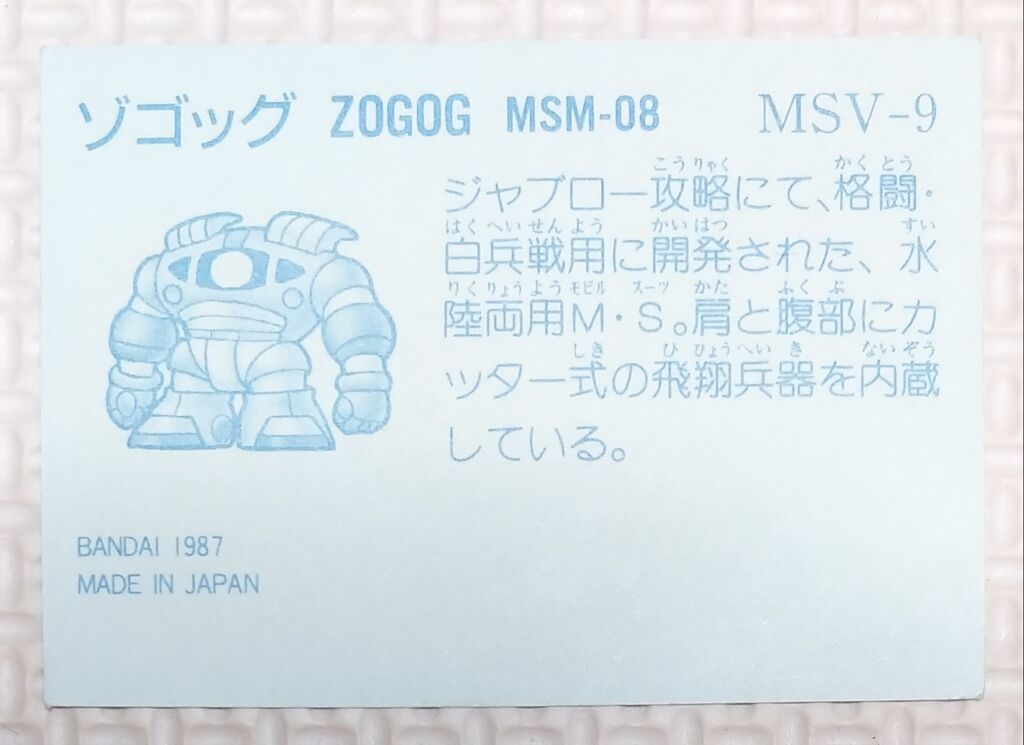 ゾゴッグ ZOGOG MSM-08 MSV-9
こうりゃく かくとう
ジャブロー攻略にて、格闘・
はくへいせんよう かいはつ すい
白兵戦用に開発された、水
りくりょうようモビル スーツ かた ふくぶ
陸両用M・S。肩と腹部にカ
しき ひひょうへいき ないぞう
ッター式の飛翔兵器を内蔵
している。
BANDAI 1987
MADE IN JAPAN